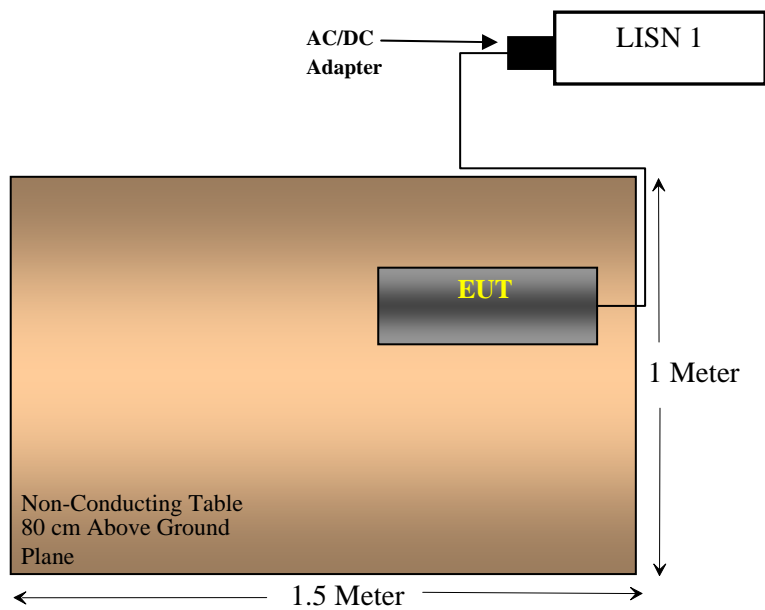 AC/DC
Adapter
LISN 1
EUT
1 Meter
Non-Conducting Table
80 cm Above Ground
Plane
1.5 Meter